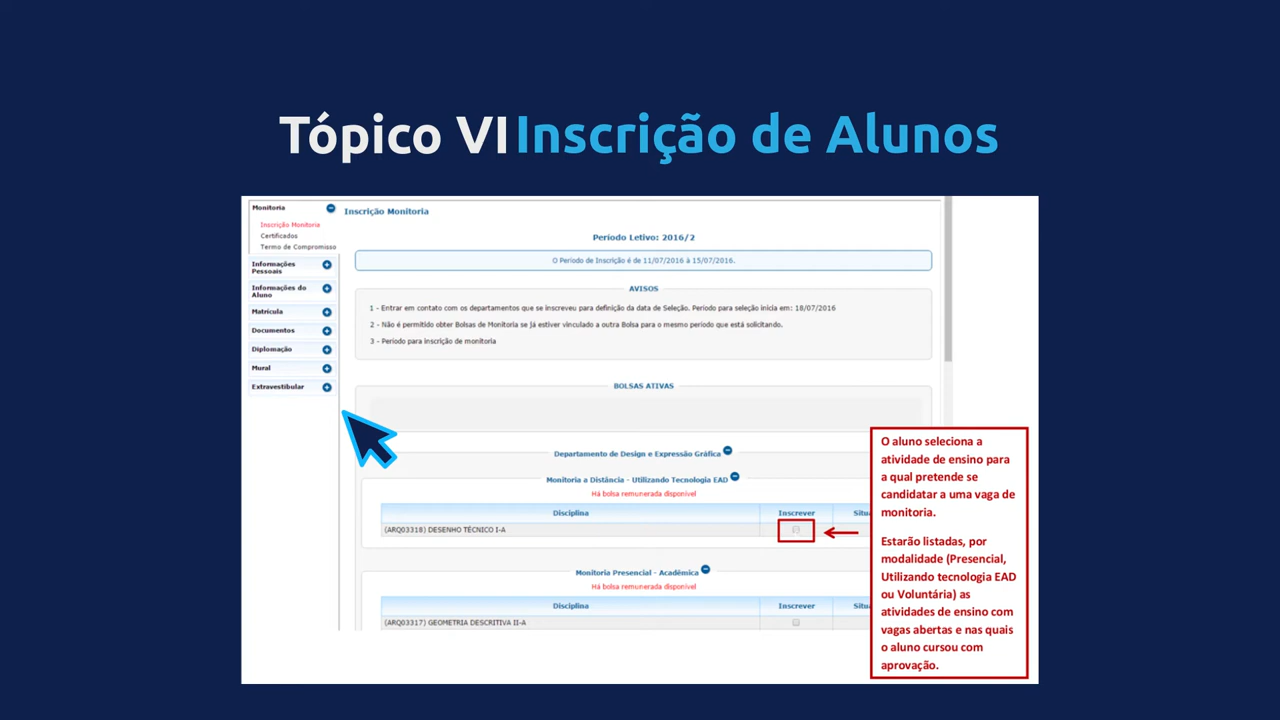 Tópico VI Inscrição de Alunos
Monitoria
Inscrição Monitoria
Certificados
Termo de Compromisso
Informações
Pessoais
Informações do
Aluno
Matrícula
Documentos
Diplomação
Mural
Extravestibular
Inscrição Monitoria
Período Letivo: 2016/2
O Período de Inscrição é de 11/07/2016 à 15/07/2016.
AVISOS
1 - Entrar em contato com os departamentos que se inscreveu para definição da data de Seleção. Período para seleção inicia em: 18/07/2016
2 - Não é permitido obter Bolsas de Monitoria se já estiver vinculado a outra Bolsa para o mesmo período que está solicitando.
3 - Período para inscrição de monitoria
BOLSAS ATIVAS
Departamento de Design e Expressão Gráfica
Monitoria a Distância - Utilizando Tecnologia EAD
Há bolsa remunerada disponível
Disciplina Inscrever Situa
(ARQ03318) DESENHO TÉCNICO I-A
Monitoria Presencial - Acadêmica
Há bolsa remunerada disponível
Disciplina Inscrever Situa
(ARQ03317) GEOMETRIA DESCRITIVA II-A
O aluno seleciona a
atividade de ensino para
a qual pretende se
candidatar a uma vaga de
monitoria.
Estarão listadas, por
modalidade (Presencial,
Utilizando tecnologia EAD
ou Voluntária) as
atividades de ensino com
vagas abertas e nas quais
o aluno cursou com
aprovação.